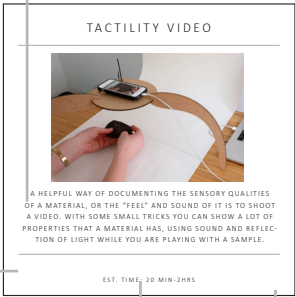 TACTILITY VIDEO
A HELPFUL WAY OF DOCUMENTING THE SENSORY QUALITIES
OF A MATERIAL, OR THE "FEEL" AND SOUND OF IT IS TO SHOOT
A VIDEO. WITH SOME SMALL TRICKS YOU CAN SHOW A LOT OF
PROPERTIES THAT A MATERIAL HAS, USING SOUND AND REFLEC-
TION OF LIGHT WHILE YOU ARE PLAYING WITH A SAMPLE.
EST. TIME: 20 MIN-2HRS